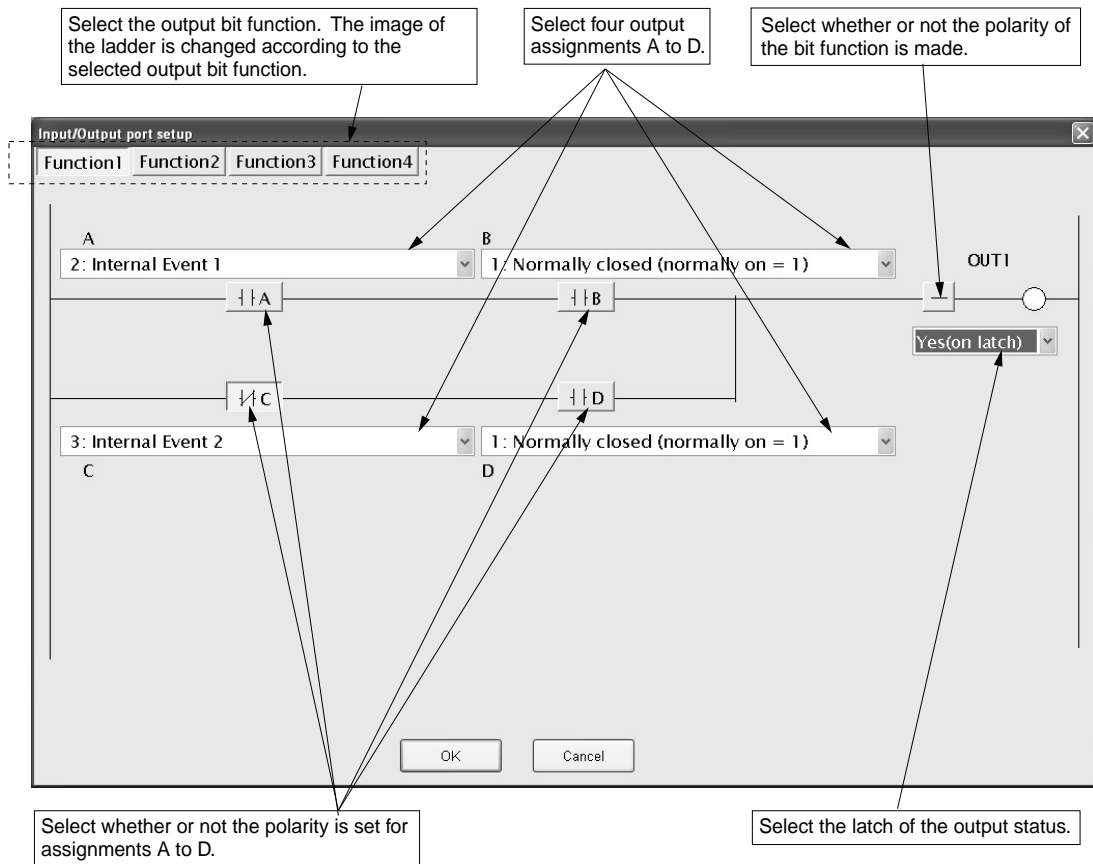 Select the output bit function. The image of
the ladder is changed according to the
selected output bit function.
Select four output
assignments A to D.
Select whether or not the polarity of
the bit function is made.
Input/Output port setup
Function1 Function2 Function3 Function4
A
2: Internal Event 1
B
1: Normally closed (normally on = 1)
OUT1
A
B
Yes(on latch)
C
D
3: Internal Event 2
1: Normally closed (normally on = 1)
C
D
OK
Cancel
Select whether or not the polarity is set for
assignments A to D.
Select the latch of the output status.